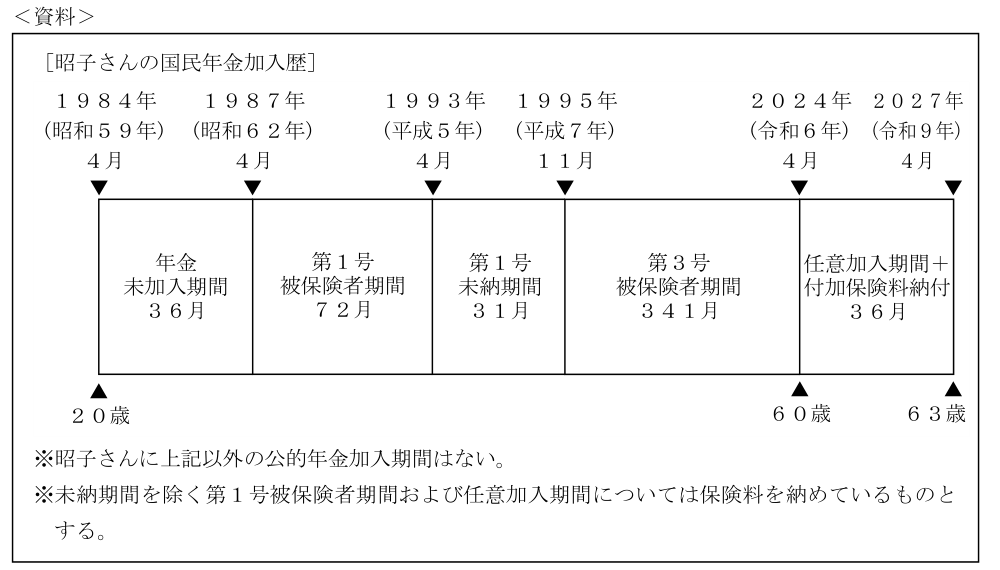 <資料>
[昭子さんの国民年金加入歴]
1984年 1987年 1993年 1995年 2024年 2027年
(昭和59年) (昭和62年) (平成5年) (平成7年) (令和6年) (令和9年)
4月 4月 4月 11月 4月 4月
▼ ▼ ▼ ▼ ▼ ▼
年金
未加入期間
36月
第1号
被保険者期間
72月
第1号
未納期間
31月
第3号
被保険者期間
341月
任意加入期間+
付加保険料納付
36月
▲ ▲ ▲
20歳 60歳 63歳
※昭子さんに上記以外の公的年金加入期間はない。
※未納期間を除く第1号被保険者期間および任意加入期間については保険料を納めているものと
する。